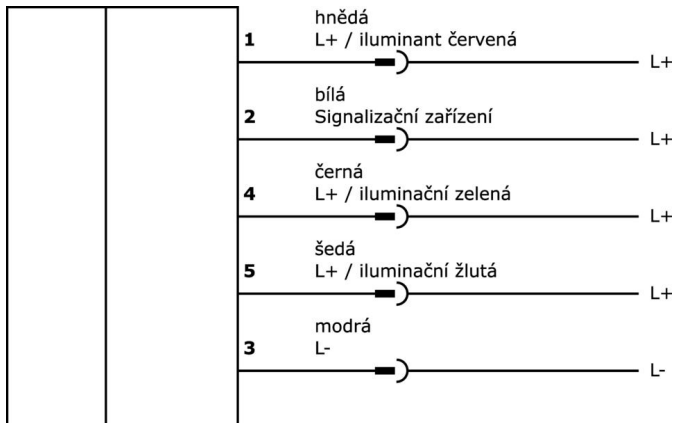 hnědá
1 L+ / iluminant červená
L+
bílá
2 Signalizační zařízení
L+
černá
4 L+ / iluminační zelená
L+
šedá
5 L+ / iluminační žlutá
L+
modrá
3 L-
L-